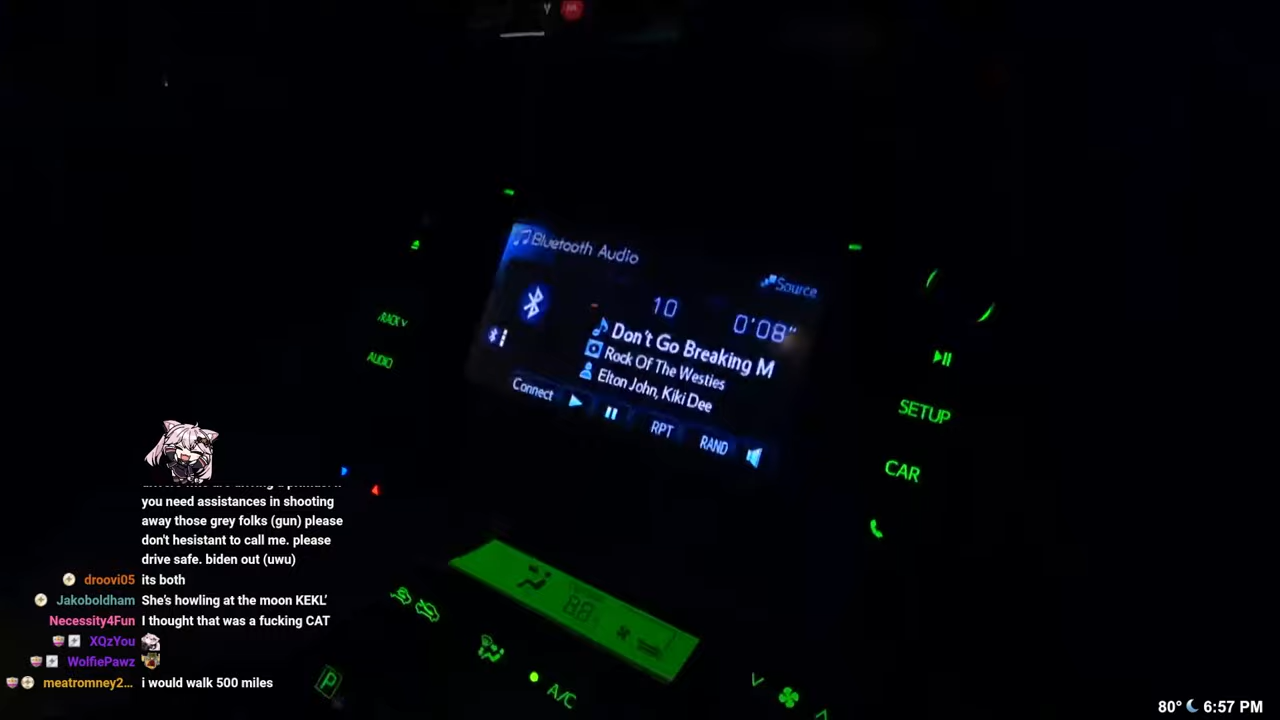 Bluetooth Audio
Source
10
0'08"
Don't Go Breaking M
Rock Of The Westies
Elton John, Kiki Dee
Connect
RPT
RAND
TRACK
AUDIO
SETUP
CAR
A/C
P
you need assistances in shooting
away those grey folks (gun) please
don't hesistant to call me. please
drive safe. biden out (uwu)
droovi05 its both
Jakoboldham She's howling at the moon KEKL'
Necessity4Fun I thought that was a fucking CAT
XQzYou
WolfiePawz
meatromney2... i would walk 500 miles
80° 6:57 PM